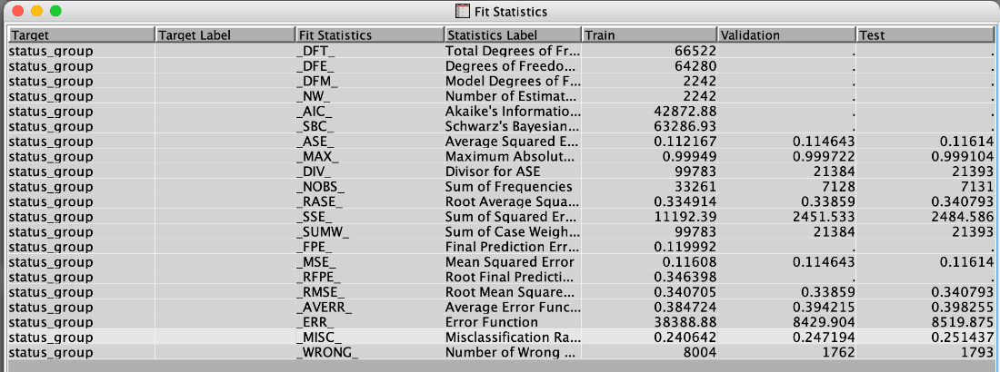 Fit Statistics
Target Target Label Fit Statistics Statistics Label Train Validation Test
status_group _DFT_ Total Degrees of Fr... 66522 . .
status_group _DFE_ Degrees of Freedo... 64280 . .
status_group _DFM_ Model Degrees of F... 2242 . .
status_group _NW_ Number of Estimat... 2242 . .
status_group _AIC_ Akaike's Informatio... 42872.88 . .
status_group _SBC_ Schwarz's Bayesian... 63286.93 . .
status_group _ASE_ Average Squared E... 0.112167 0.114643 0.11614
status_group _MAX_ Maximum Absolut... 0.99949 0.999722 0.999104
status_group _DIV_ Divisor for ASE 99783 21384 21393
status_group _NOBS_ Sum of Frequencies 33261 7128 7131
status_group _RASE_ Root Average Squa... 0.334914 0.33859 0.340793
status_group _SSE_ Sum of Squared Er... 11192.39 2451.533 2484.586
status_group _SUMW_ Sum of Case Weigh... 99783 21384 21393
status_group _FPE_ Final Prediction Err... 0.119992 . .
status_group _MSE_ Mean Squared Error 0.11608 0.114643 0.11614
status_group _RFPE_ Root Final Predicti... 0.346398 . .
status_group _RMSE_ Root Mean Square... 0.340705 0.33859 0.340793
status_group _AVERR_ Average Error Func... 0.384724 0.394215 0.398255
status_group _ERR_ Error Function 38388.88 8429.904 8519.875
status_group _MISC_ Misclassification Ra... 0.240642 0.247194 0.251437
status_group _WRONG_ Number of Wrong ... 8004 1762 1793